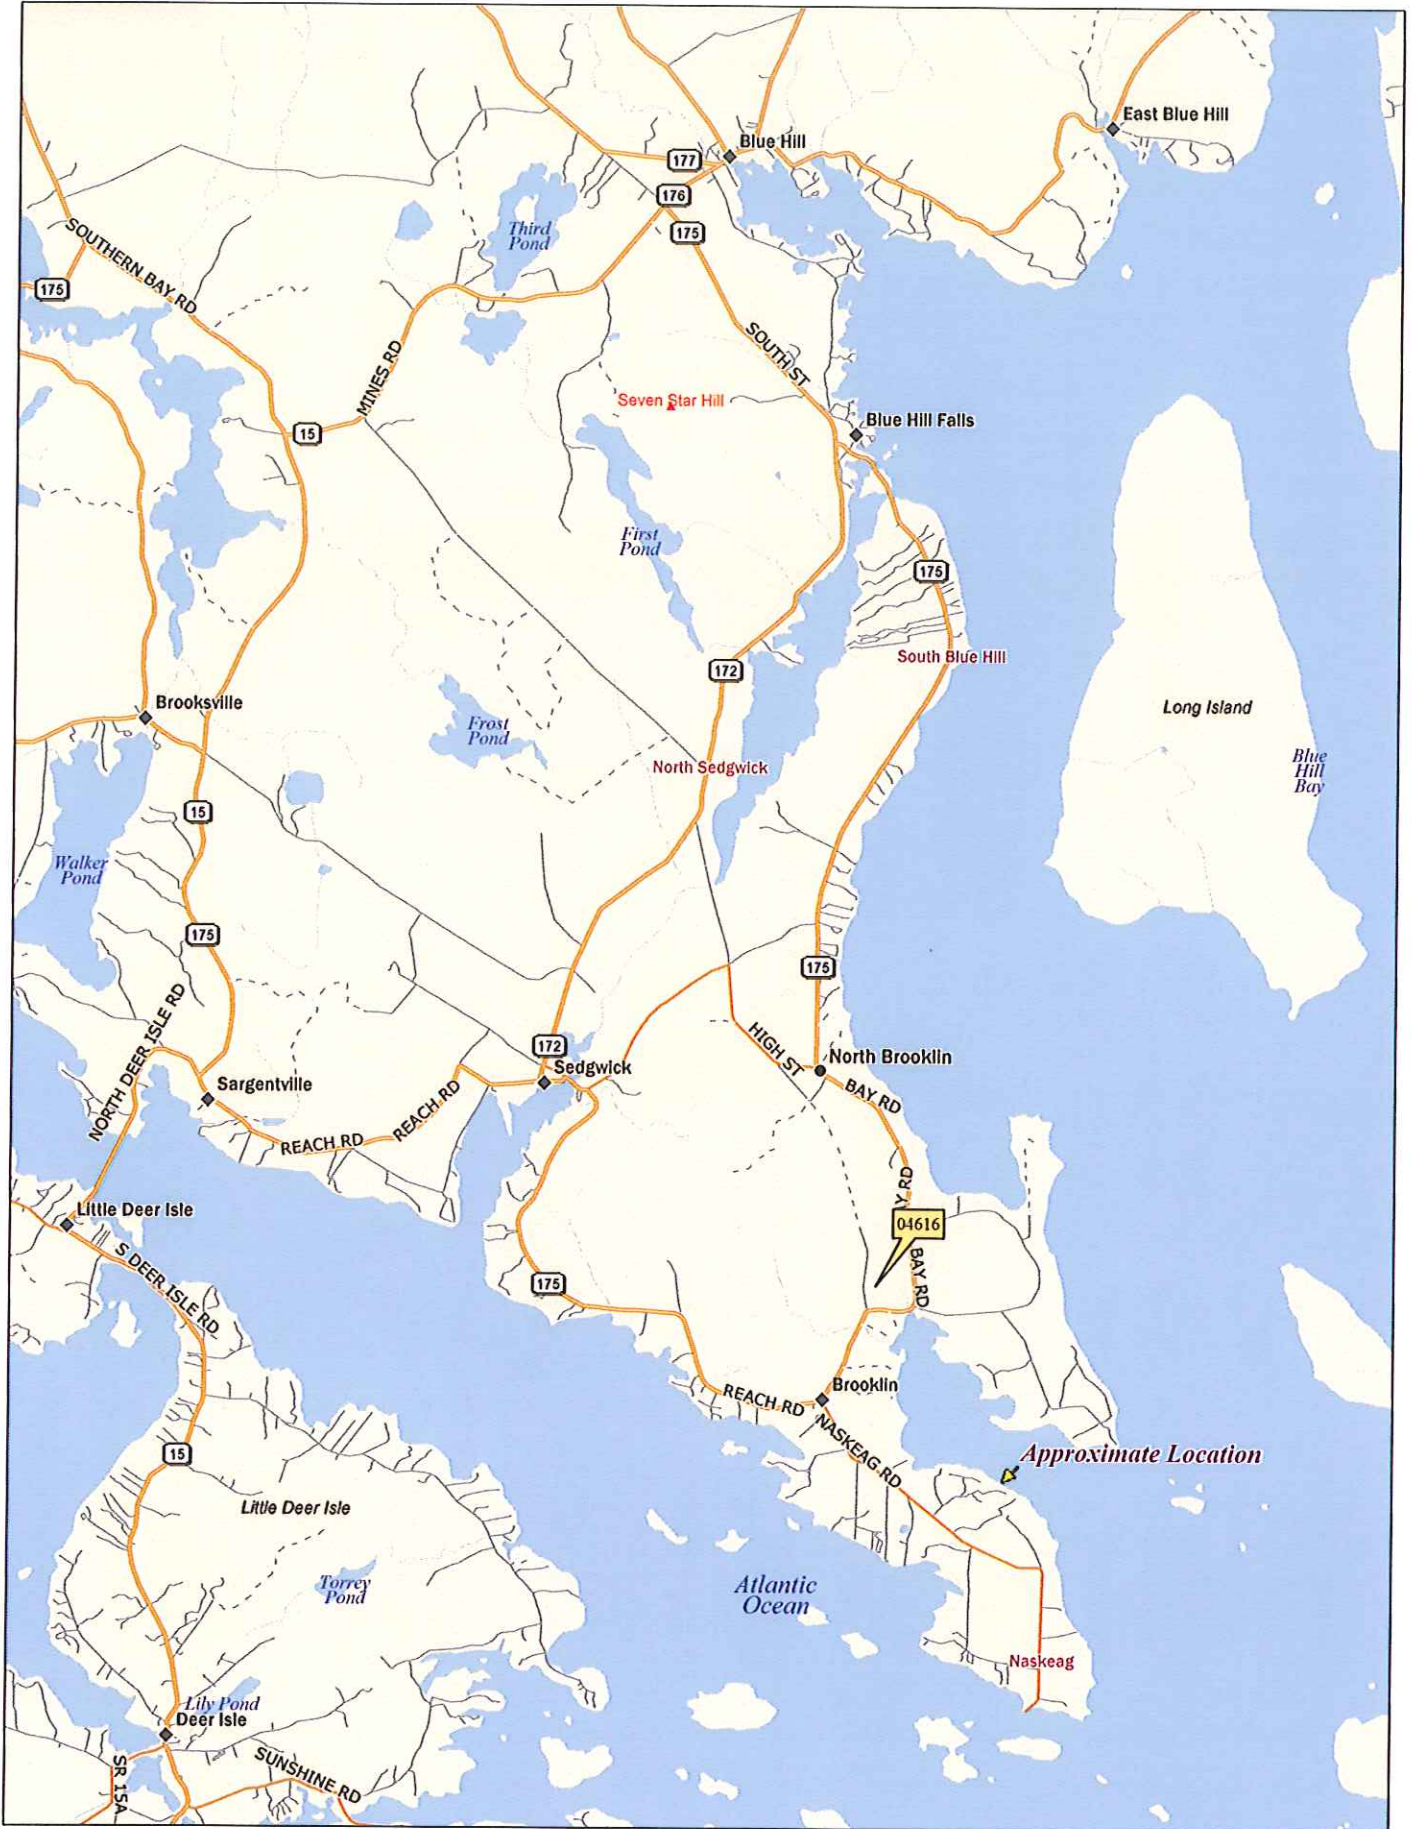 East Blue Hill
Blue Hill
177
176
175
Third
Pond
SOUTHERN BAY RD
175
MINES RD
SOUTH ST
Seven Star Hill
Blue Hill Falls
15
First
Pond
175
South Blue Hill
172
Brooksville
Long Island
Frost
Pond
Blue
Hill
Bay
North Sedgwick
15
Walker
Pond
175
175
NORTH DEER ISLE RD
172
HIGH ST
North Brooklin
Sedgwick
Sargentville
BAY RD
REACH RD
REACH RD
Little Deer Isle
BAY RD
04616
S DEER ISLE RD
BAY RD
175
Brooklin
REACH RD
NASKEAG RD
15
Approximate Location
Little Deer Isle
Torrey
Pond
Atlantic
Ocean
Naskeag
Lily Pond
Deer Isle
SR 15A
SUNSHINE RD